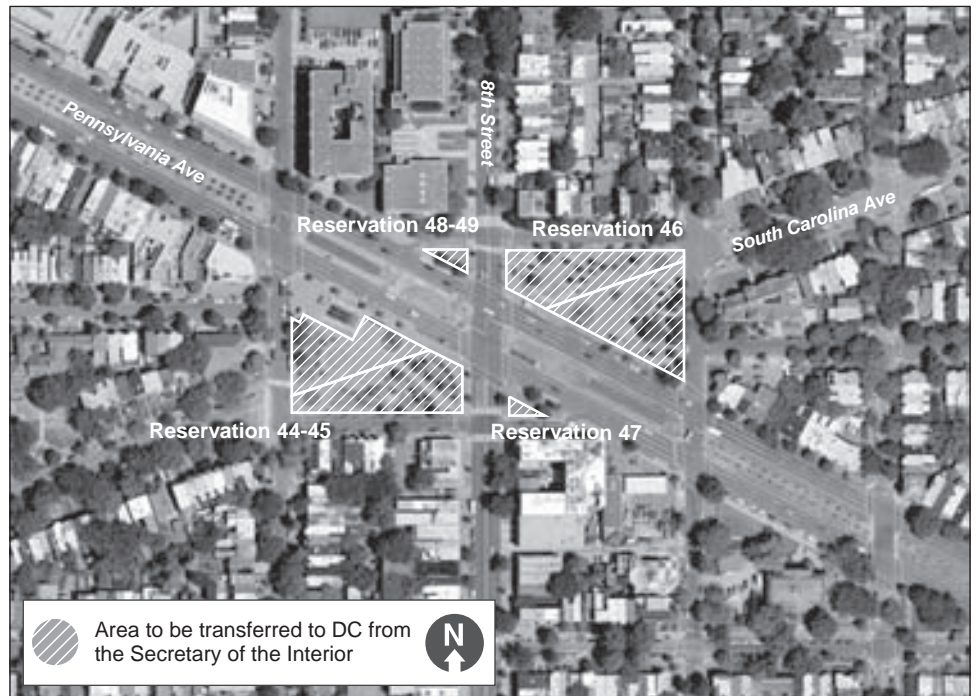 Pennsylvania Ave
8th Street
Reservation 48-49
Reservation 46
South Carolina Ave
Reservation 44-45
Reservation 47
Area to be transferred to DC from
the Secretary of the Interior
N